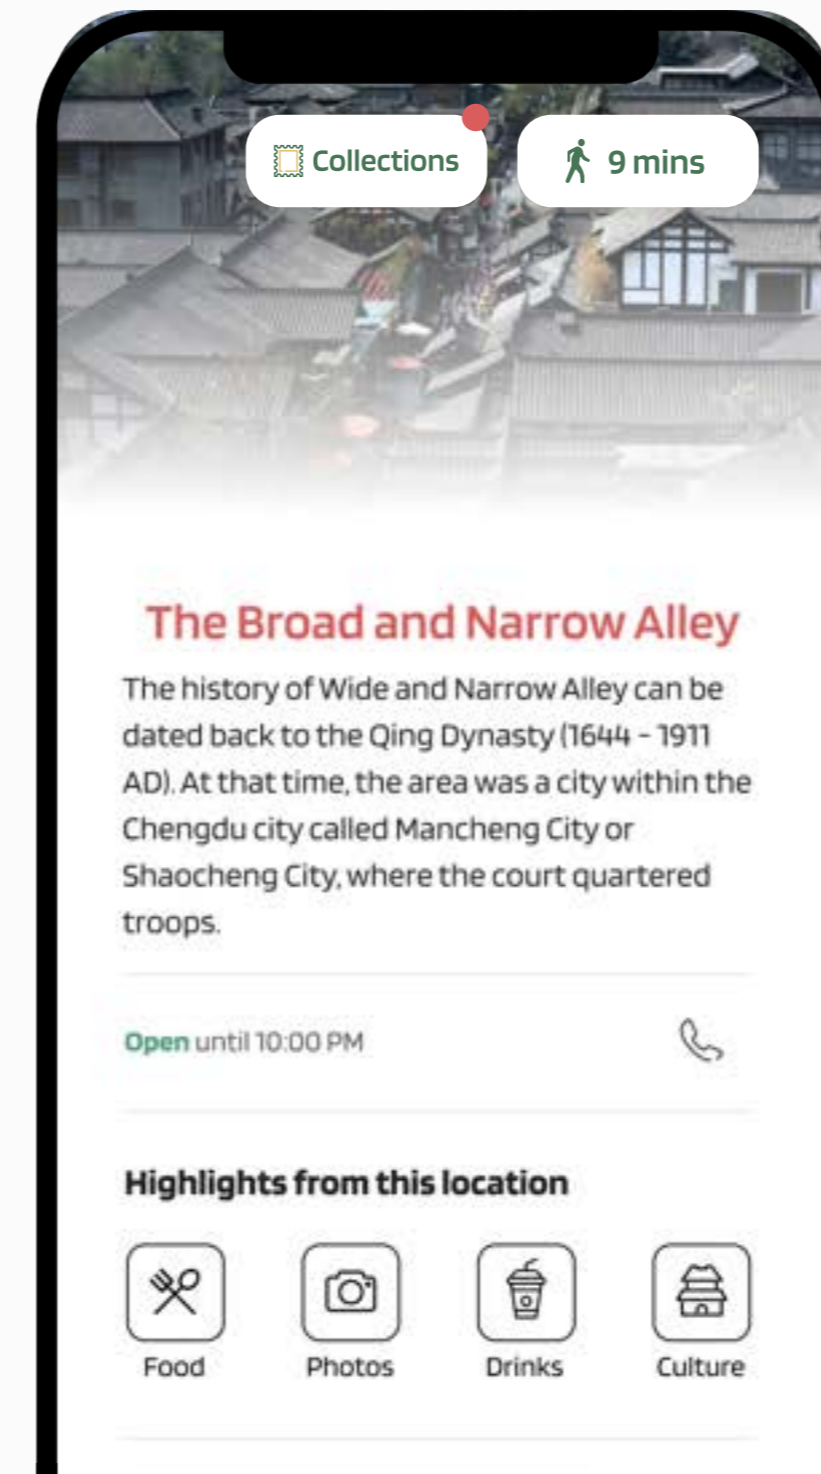 Collections
9 mins
The Broad and Narrow Alley
The history of Wide and Narrow Alley can be
dated back to the Qing Dynasty (1644 - 1911
AD). At that time, the area was a city within the
Chengdu city called Mancheng City or
Shaocheng City, where the court quartered
troops.
Open until 10:00 PM
Highlights from this location
Food
Photos
Drinks
Culture